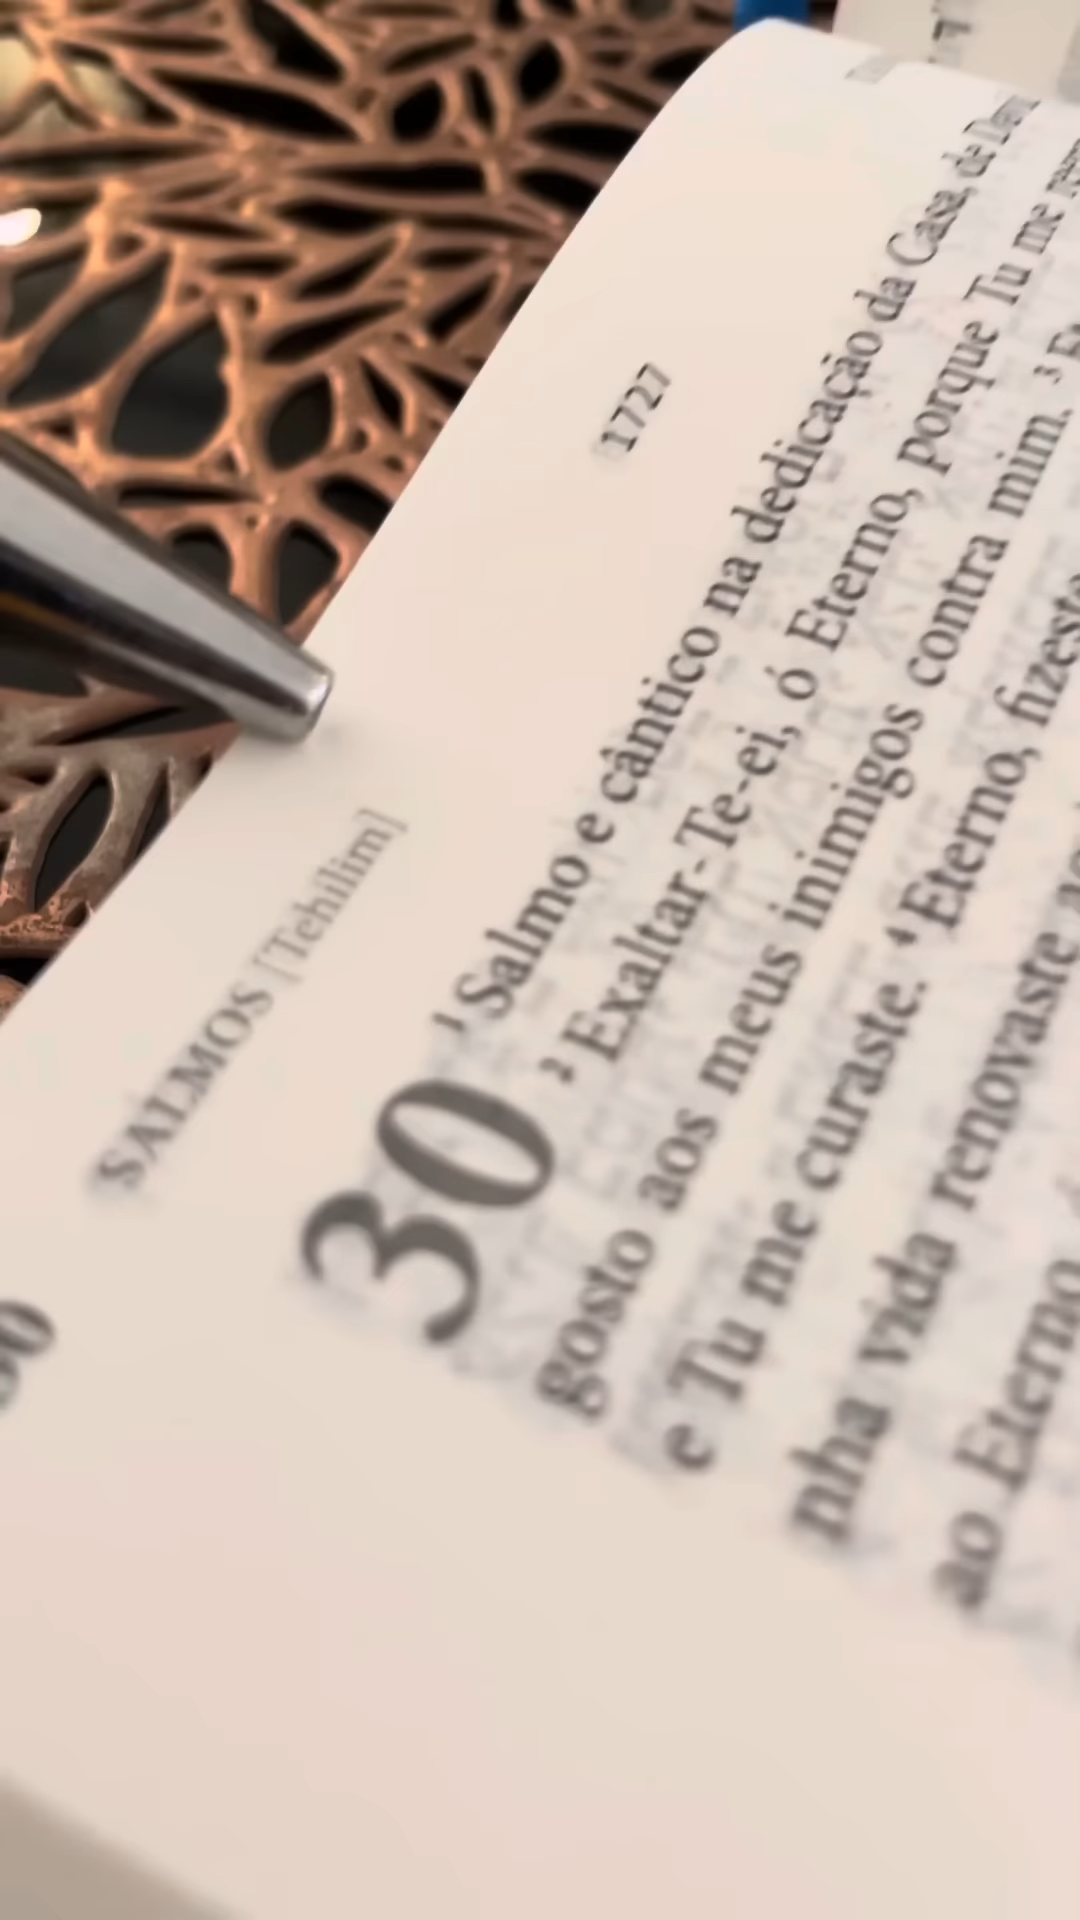 SALMOS [Tehilim]
1727
30
¹ Salmo e cântico na dedicação da Casa, de
² Exaltar-Te-ei, ó Eterno, porque Tu me
gosto aos meus inimigos contra mim. ³
e Tu me curaste. ⁴ Eterno, fizeste
nha vida renovaste
ao Eterno